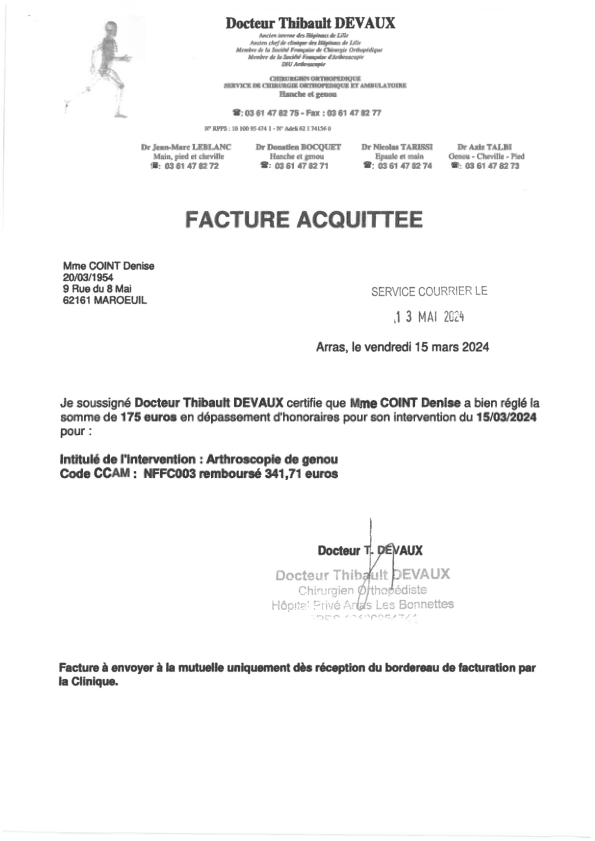 Docteur Thibault DEVAUX
Ancien interne des Hôpitaux de Lille
Ancien chef de clinique des Hôpitaux de Lille
Membre de la Société Française de Chirurgie Orthopédique
Membre de la Société Française d'Arthroscopie
DIU Arthroscopie
CHIRURGIEN ORTHOPEDIQUE
SERVICE DE CHIRURGIE ORTHOPEDIQUE ET AMBULATOIRE
Hanche et genou
☎: 03 61 47 82 75 - Fax : 03 61 47 82 77
N° RPPS : 10 100 95 474 1 - N° Adeli 62 1 74156 0
Dr Jean-Marc LEBLANC Dr Donatien BOCQUET Dr Nicolas TARISSI Dr Aziz TALBI
Main, pied et cheville Hanche et genou Epaule et main Genou - Cheville - Pied
☎: 03 61 47 82 72 ☎: 03 61 47 82 71 ☎: 03 61 47 82 74 ☎: 03 61 47 82 73
FACTURE ACQUITTEE
Mme COINT Denise
20/03/1954
9 Rue du 8 Mai
62161 MAROEUIL
SERVICE COURRIER LE
13 MAI 2024
Arras, le vendredi 15 mars 2024
Je soussigné Docteur Thibault DEVAUX certifie que Mme COINT Denise a bien réglé la
somme de 175 euros en dépassement d'honoraires pour son intervention du 15/03/2024
pour :
Intitulé de l'Intervention : Arthroscopie de genou
Code CCAM : NFFC003 remboursé 341,71 euros
Docteur T. DEVAUX
Docteur Thibault DEVAUX
Chirurgien Orthopédiste
Hôpital Privé Arras Les Bonnettes
Facture à envoyer à la mutuelle uniquement dès réception du bordereau de facturation par
la Clinique.